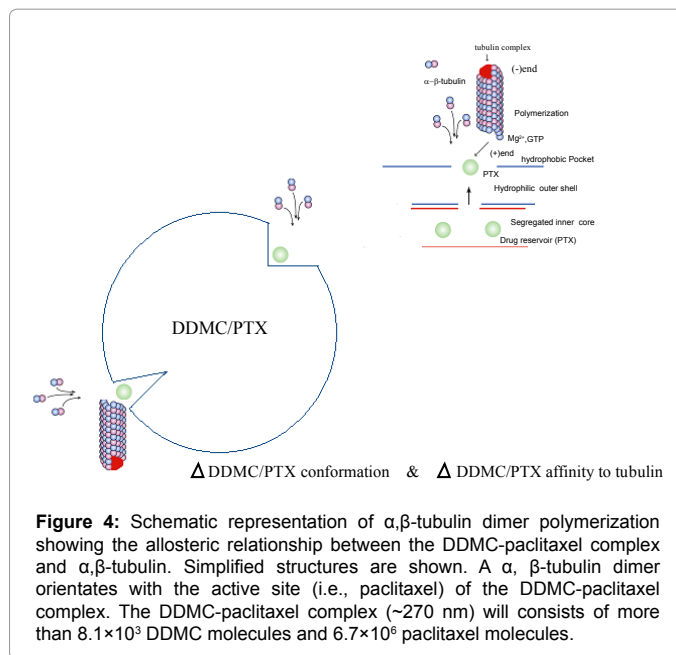 tubulin complex
(-)end
α–β-tubulin
Polymerization
Mg²⁺,GTP
(+)end
hydrophobic Pocket
PTX
Hydrophilic outer shell
Segregated inner core
Drug reservoir (PTX)
DDMC/PTX
Δ DDMC/PTX conformation & Δ DDMC/PTX affinity to tubulin
Figure 4: Schematic representation of α,β-tubulin dimer polymerization
showing the allosteric relationship between the DDMC-paclitaxel complex
and α,β-tubulin. Simplified structures are shown. A α, β-tubulin dimer
orientates with the active site (i.e., paclitaxel) of the DDMC-paclitaxel
complex. The DDMC-paclitaxel complex (~270 nm) will consists of more
than 8.1×10³ DDMC molecules and 6.7×10⁶ paclitaxel molecules.